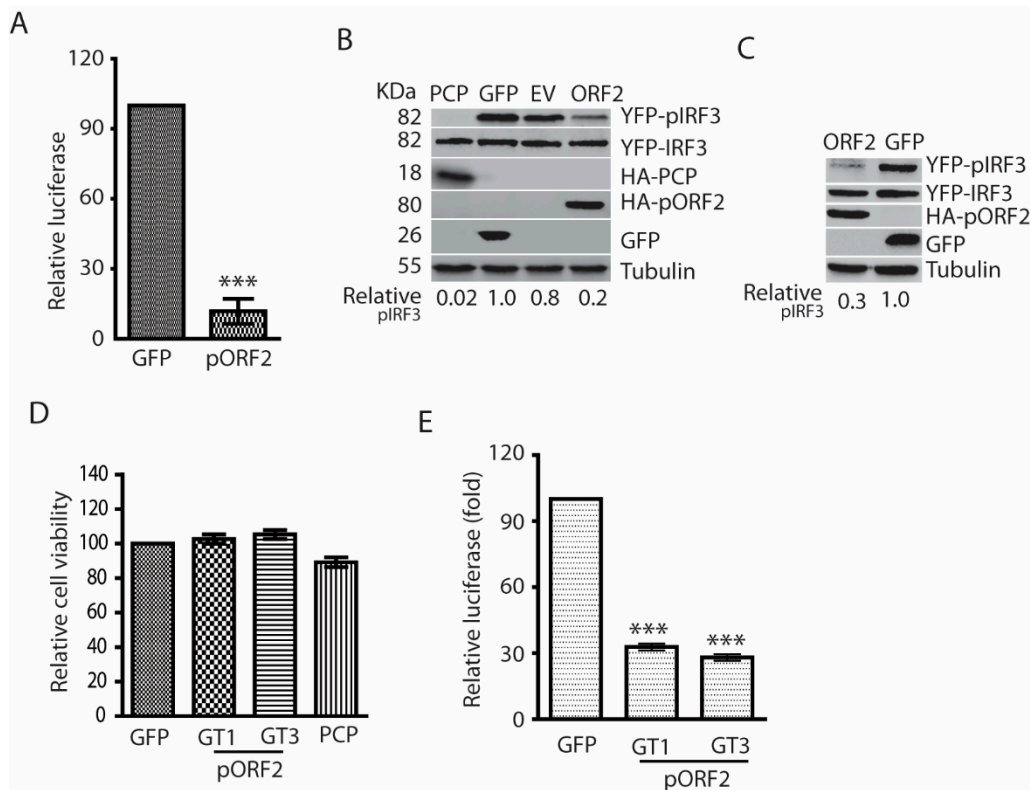 A
120
90
60
30
0
Relative luciferase
***
GFP pORF2
B
KDa PCP GFP EV ORF2
82 YFP-pIRF3
82 YFP-IRF3
18 HA-PCP
80 HA-pORF2
26 GFP
55 Tubulin
Relative 0.02 1.0 0.8 0.2
pIRF3
C
ORF2 GFP
YFP-pIRF3
YFP-IRF3
HA-pORF2
GFP
Tubulin
Relative 0.3 1.0
pIRF3
D
140
120
100
80
60
40
20
0
Relative cell viability
GFP GT1 GT3 PCP
pORF2
E
120
90
60
30
0
Relative luciferase (fold)
*** ***
GFP GT1 GT3
pORF2